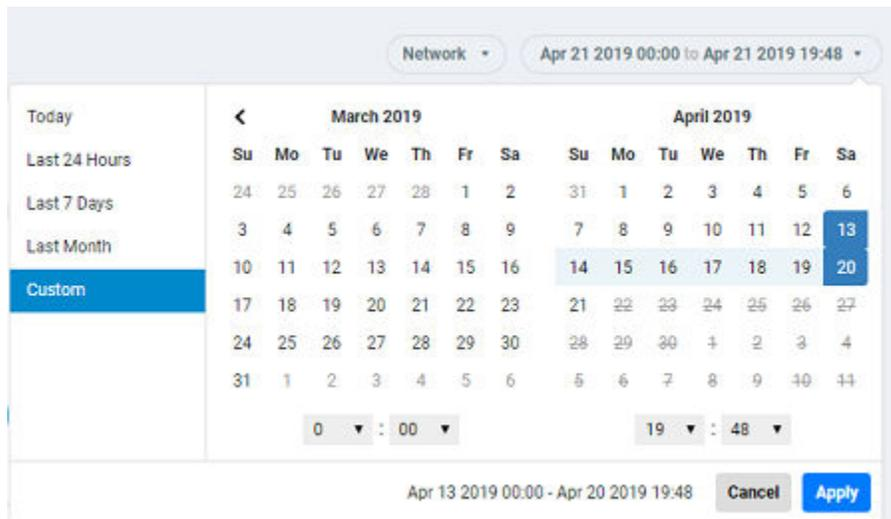 Network Apr 21 2019 00:00 to Apr 21 2019 19:48
Today
Last 24 Hours
Last 7 Days
Last Month
Custom
March 2019
Su Mo Tu We Th Fr Sa
24 25 26 27 28 1 2
3 4 5 6 7 8 9
10 11 12 13 14 15 16
17 18 19 20 21 22 23
24 25 26 27 28 29 30
31 1 2 3 4 5 6
0 : 00
April 2019
Su Mo Tu We Th Fr Sa
31 1 2 3 4 5 6
7 8 9 10 11 12 13
14 15 16 17 18 19 20
21 22 23 24 25 26 27
28 29 30 1 2 3 4
5 6 7 8 9 10 11
19 : 48
Apr 13 2019 00:00 - Apr 20 2019 19:48 Cancel Apply